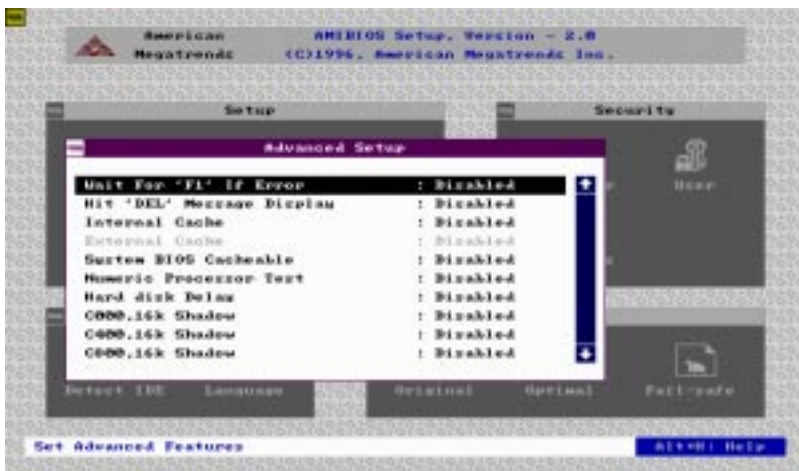 American Megatrends
AMIBIOS Setup, Version - 2.0
(C)1996, American Megatrends Inc.
Setup
Security
Advanced Setup
Wait For 'F1' If Error : Disabled
Hit 'DEL' Message Display : Disabled
Internal Cache : Disabled
External Cache : Disabled
System BIOS Cacheable : Disabled
Numeric Processor Test : Disabled
Hard disk Delay : Disabled
C000,16k Shadow : Disabled
C400,16k Shadow : Disabled
C800,16k Shadow : Disabled
User
Detect IDE
Language
Original
Optimal
Fail-safe
Set Advanced Features
Alt+H: Help